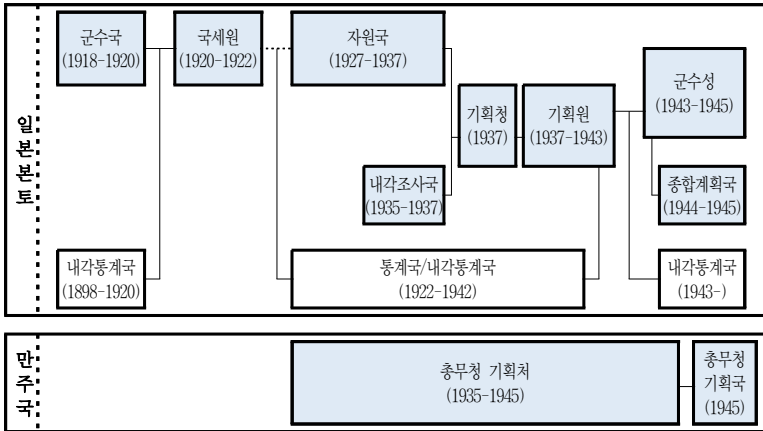 일본본토
군수국
(1918-1920)
국세원
(1920-1922)
자원국
(1927-1937)
내각조사국
(1935-1937)
기획청
(1937)
기획원
(1937-1943)
군수성
(1943-1945)
종합계획국
(1944-1945)
내각통계국
(1898-1920)
통계국/내각통계국
(1922-1942)
내각통계국
(1943-)
만주국
총무청 기획처
(1935-1945)
총무청
기획국
(1945)